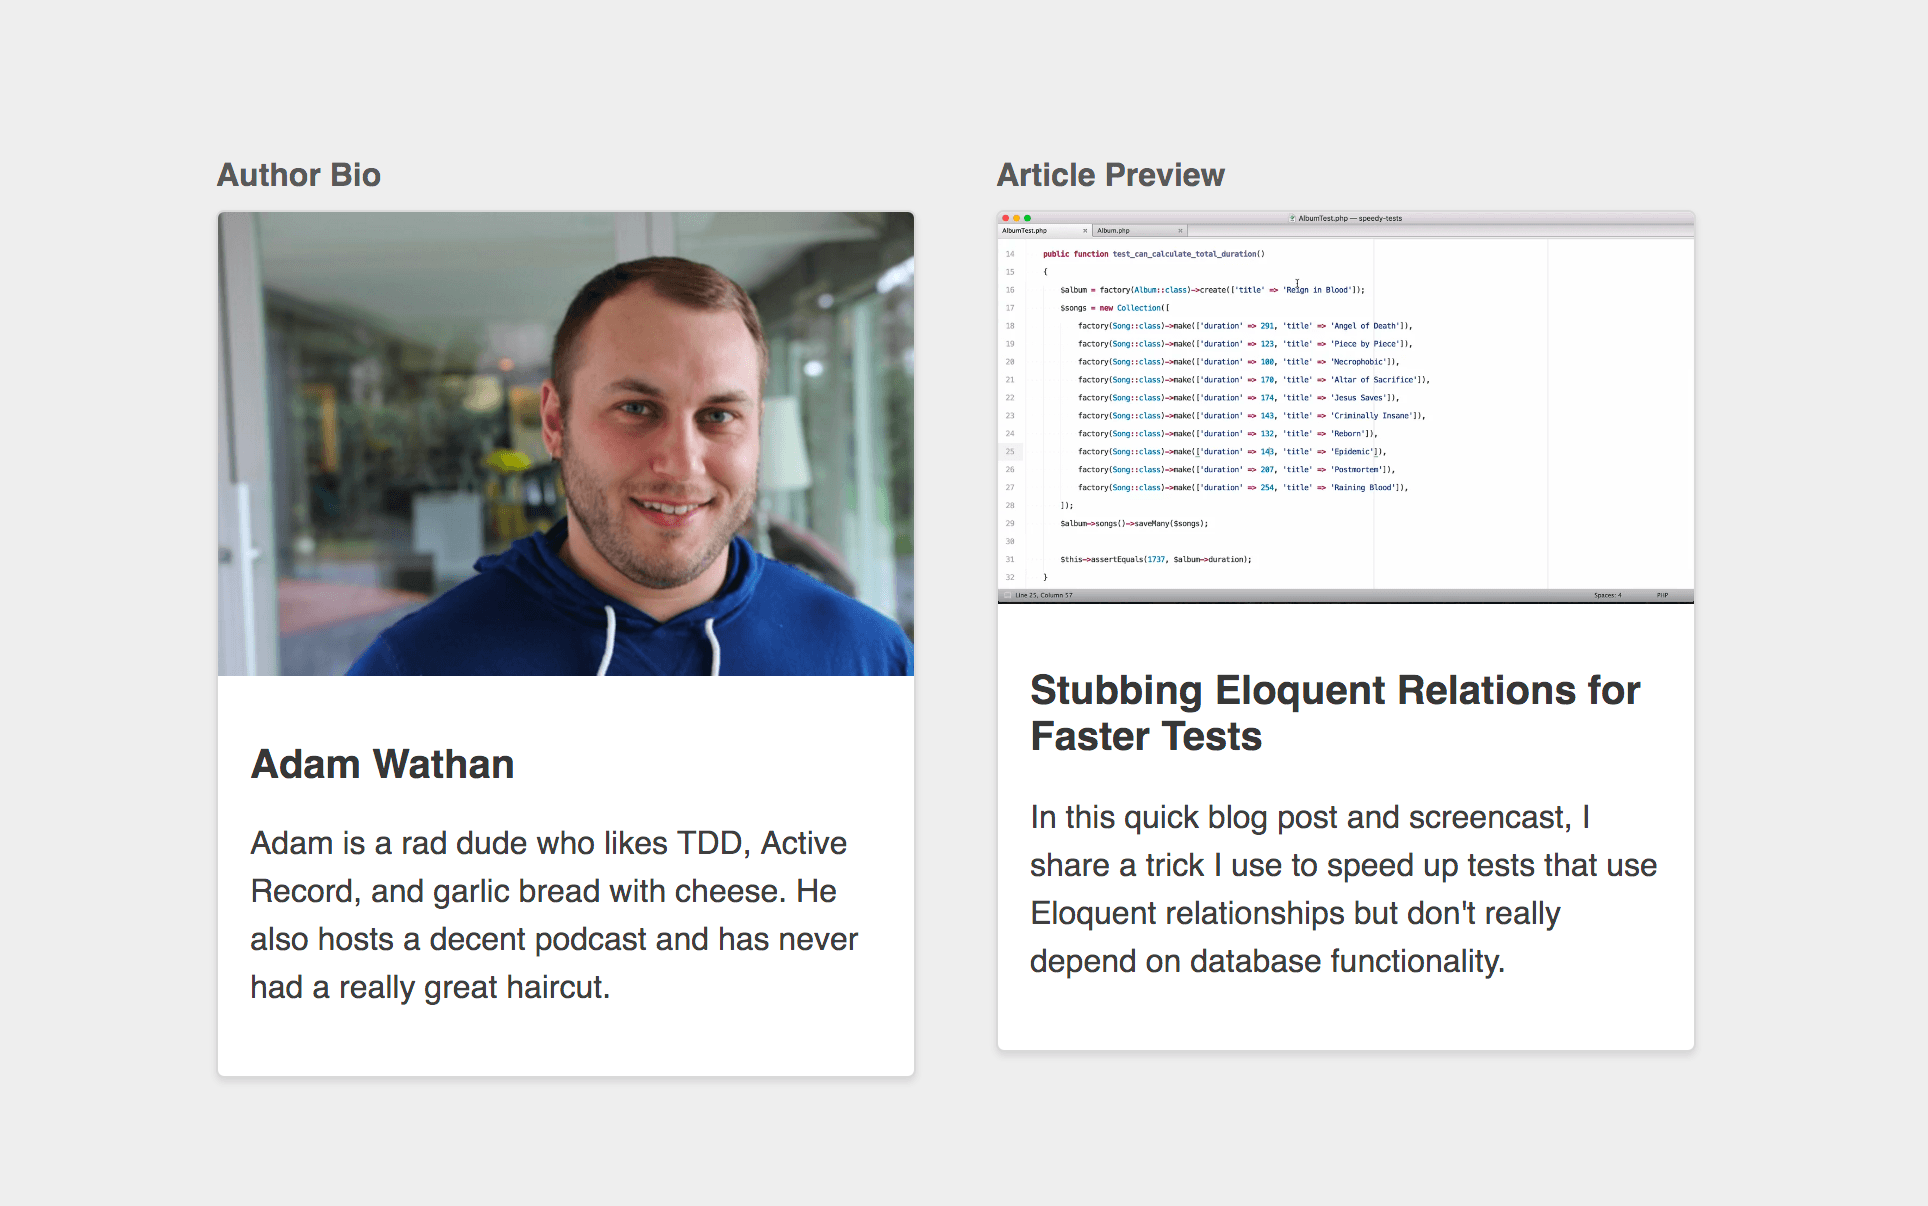 Author Bio
Adam Wathan
Adam is a rad dude who likes TDD, Active
Record, and garlic bread with cheese. He
also hosts a decent podcast and has never
had a really great haircut.
Article Preview
AlbumTest.php — speedy-tests
AlbumTest.php × Album.php ×
14 public function test_can_calculate_total_duration()
15 {
16 $album = factory(Album::class)->create(['title' => 'Reign in Blood']);
17 $songs = new Collection([
18 factory(Song::class)->make(['duration' => 291, 'title' => 'Angel of Death']),
19 factory(Song::class)->make(['duration' => 123, 'title' => 'Piece by Piece']),
20 factory(Song::class)->make(['duration' => 100, 'title' => 'Necrophobic']),
21 factory(Song::class)->make(['duration' => 170, 'title' => 'Altar of Sacrifice']),
22 factory(Song::class)->make(['duration' => 174, 'title' => 'Jesus Saves']),
23 factory(Song::class)->make(['duration' => 143, 'title' => 'Criminally Insane']),
24 factory(Song::class)->make(['duration' => 132, 'title' => 'Reborn']),
25 factory(Song::class)->make(['duration' => 143, 'title' => 'Epidemic']),
26 factory(Song::class)->make(['duration' => 207, 'title' => 'Postmortem']),
27 factory(Song::class)->make(['duration' => 254, 'title' => 'Raining Blood']),
28 ]);
29 $album->songs()->saveMany($songs);
30
31 $this->assertEquals(1737, $album->duration);
32 }
Line 25, Column 57 Spaces: 4 PHP
Stubbing Eloquent Relations for
Faster Tests
In this quick blog post and screencast, I
share a trick I use to speed up tests that use
Eloquent relationships but don't really
depend on database functionality.